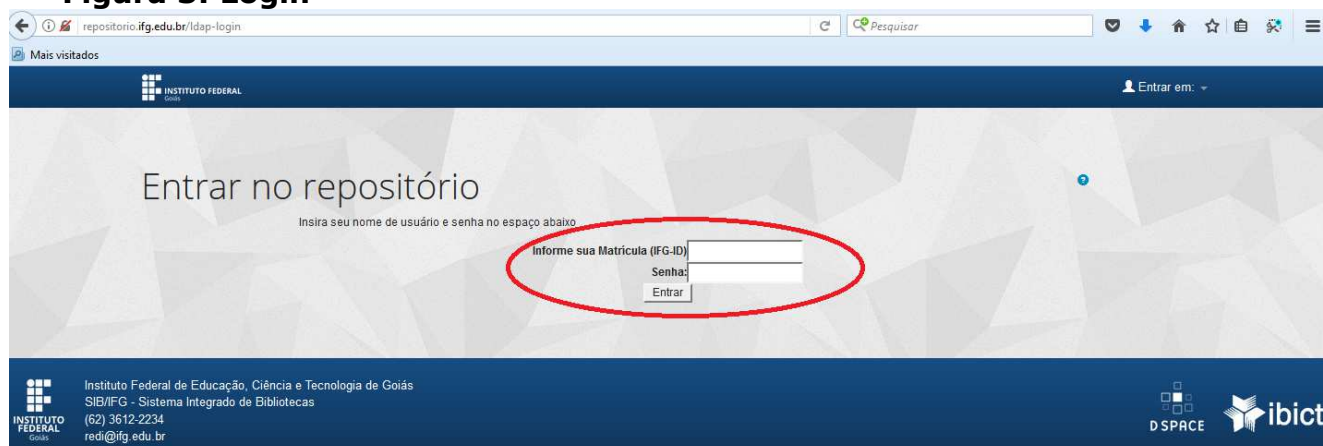 Figura 3. Login
repositorio.ifg.edu.br/ldap-login
Pesquisar
Mais visitados
INSTITUTO FEDERAL
Goiás
Entrar em:
Entrar no repositório
Insira seu nome de usuário e senha no espaço abaixo
Informe sua Matrícula (IFG-ID)
Senha:
Entrar
Instituto Federal de Educação, Ciência e Tecnologia de Goiás
SIB/IFG - Sistema Integrado de Bibliotecas
(62) 3612-2234
redi@ifg.edu.br
INSTITUTO
FEDERAL
Goiás
DSPACE
ibict